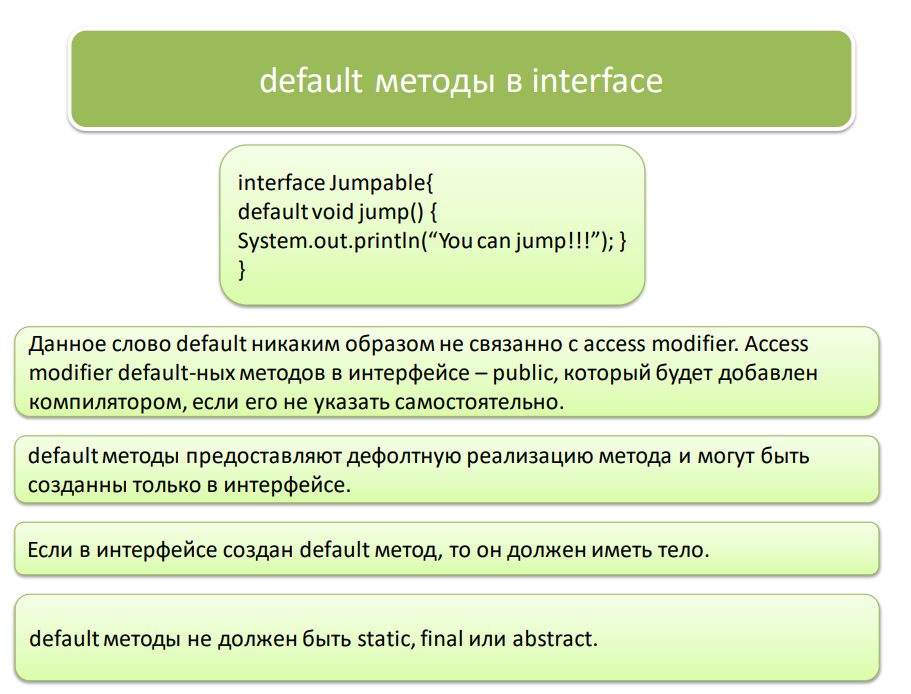 default методы в interface
interface Jumpable{
default void jump() {
System.out.println(“You can jump!!!”); }
}
Данное слово default никаким образом не связанно с access modifier. Access
modifier default-ных методов в интерфейсе – public, который будет добавлен
компилятором, если его не указать самостоятельно.
default методы предоставляют дефолтную реализацию метода и могут быть
созданны только в интерфейсе.
Если в интерфейсе создан default метод, то он должен иметь тело.
default методы не должен быть static, final или abstract.